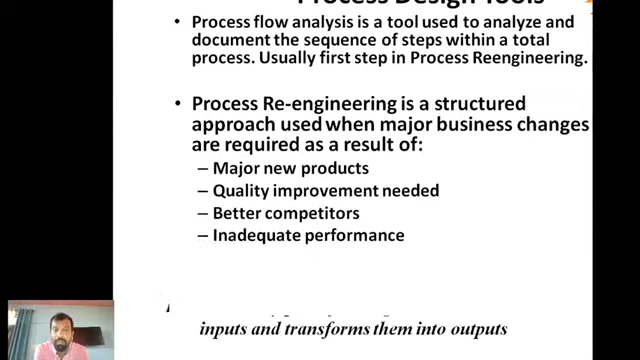 Process Design Tools
• Process flow analysis is a tool used to analyze and
document the sequence of steps within a total
process. Usually first step in Process Reengineering.
• Process Re-engineering is a structured
approach used when major business changes
are required as a result of:
– Major new products
– Quality improvement needed
– Better competitors
– Inadequate performance
inputs and transforms them into outputs